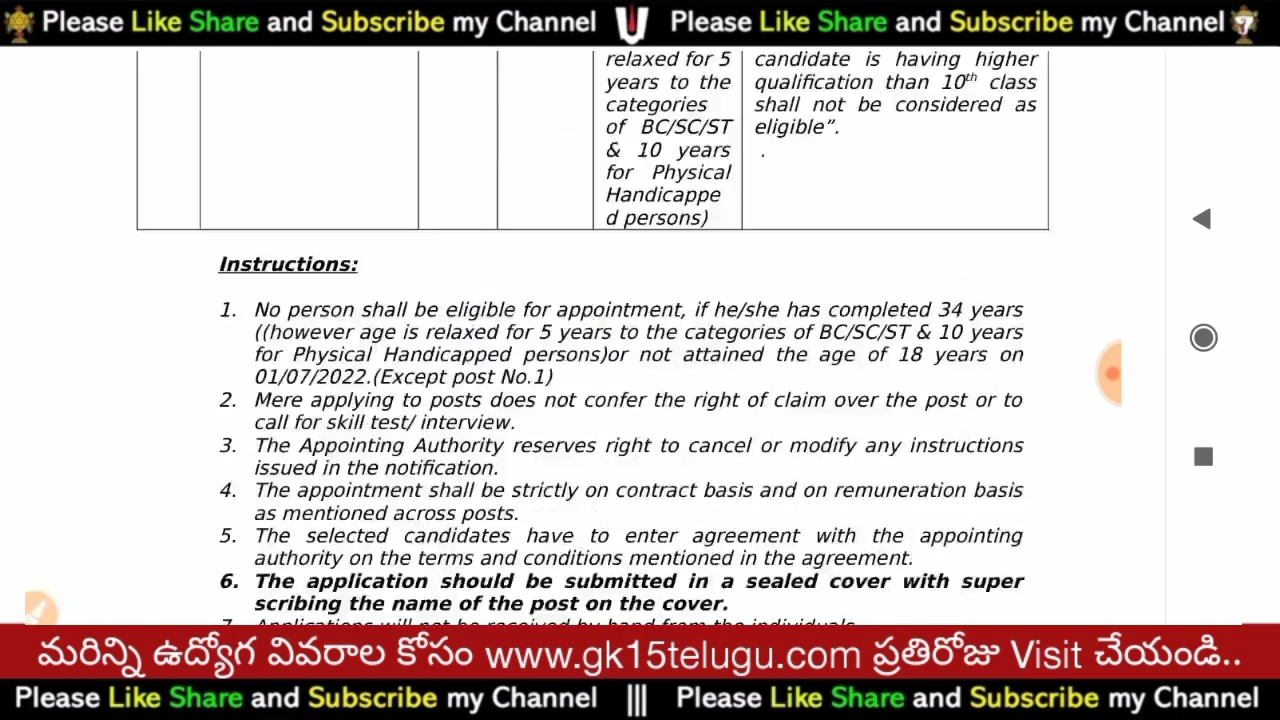 Please Like Share and Subscribe my Channel Please Like Share and Subscribe my Channel
relaxed for 5
years to the
categories
of BC/SC/ST
& 10 years
for Physical
Handicappe
d persons)
candidate is having higher
qualification than 10th class
shall not be considered as
eligible”.
.
Instructions:
1. No person shall be eligible for appointment, if he/she has completed 34 years
((however age is relaxed for 5 years to the categories of BC/SC/ST & 10 years
for Physical Handicapped persons)or not attained the age of 18 years on
01/07/2022.(Except post No.1)
2. Mere applying to posts does not confer the right of claim over the post or to
call for skill test/ interview.
3. The Appointing Authority reserves right to cancel or modify any instructions
issued in the notification.
4. The appointment shall be strictly on contract basis and on remuneration basis
as mentioned across posts.
5. The selected candidates have to enter agreement with the appointing
authority on the terms and conditions mentioned in the agreement.
6. The application should be submitted in a sealed cover with super
scribing the name of the post on the cover.
7. Applications will not be received by hand from the individuals
మరిన్ని ఉద్యోగ వివరాల కోసం www.gk15telugu.com ప్రతిరోజు Visit చేయండి..
Please Like Share and Subscribe my Channel ||| Please Like Share and Subscribe my Channel